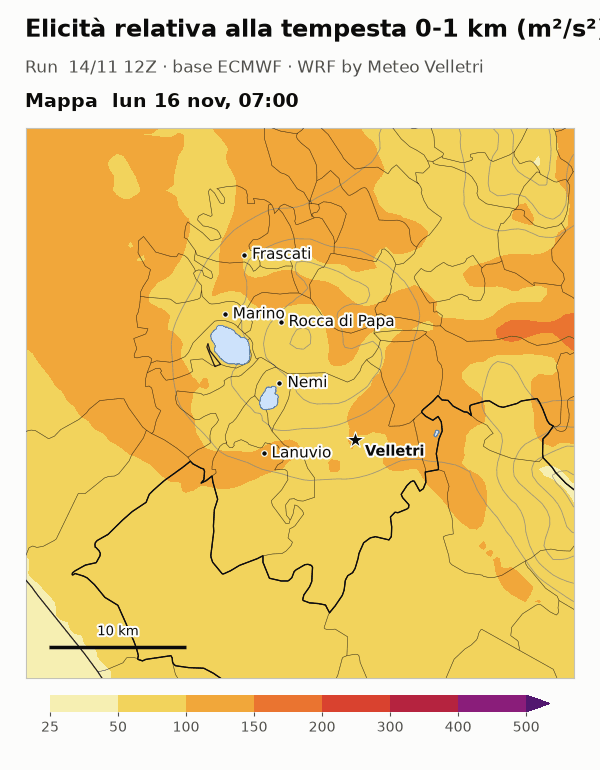 Elicità relativa alla tempesta 0-1 km (m²/s²)
Run  14/11 12Z · base ECMWF · WRF by Meteo Velletri
Mappa  lun 16 nov, 07:00
Frascati
Marino
Rocca di Papa
Nemi
Velletri
Lanuvio
10 km
25 50 100 150 200 300 400 500